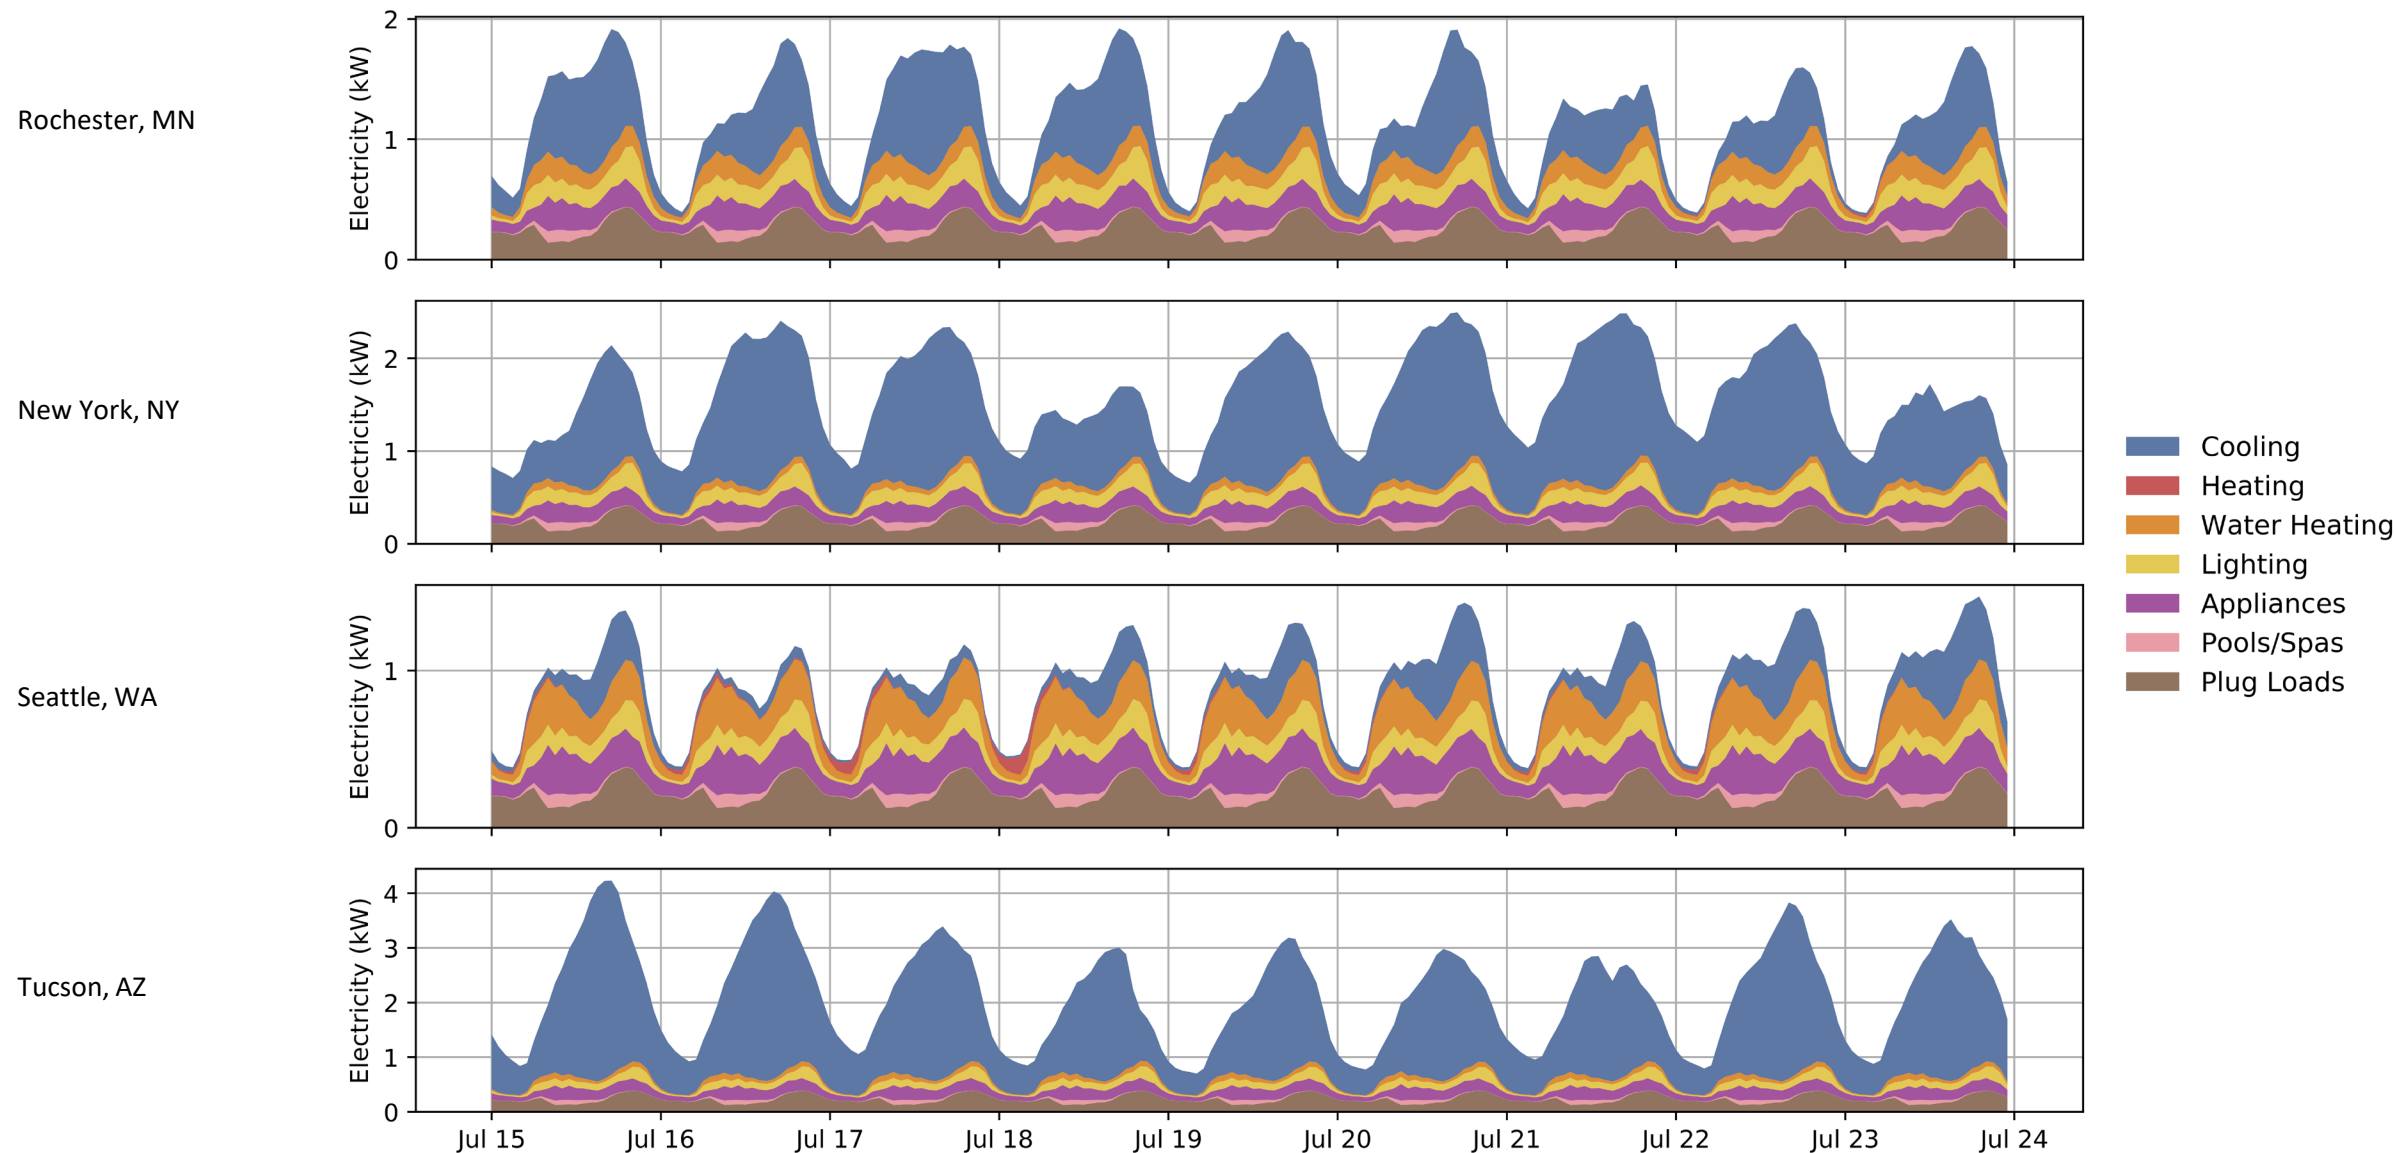 Rochester, MN
Electricity (kW)
2
1
0
New York, NY
Electricity (kW)
2
1
0
Seattle, WA
Electricity (kW)
1
0
Tucson, AZ
Electricity (kW)
4
3
2
1
0
Jul 15 Jul 16 Jul 17 Jul 18 Jul 19 Jul 20 Jul 21 Jul 22 Jul 23 Jul 24
Cooling
Heating
Water Heating
Lighting
Appliances
Pools/Spas
Plug Loads